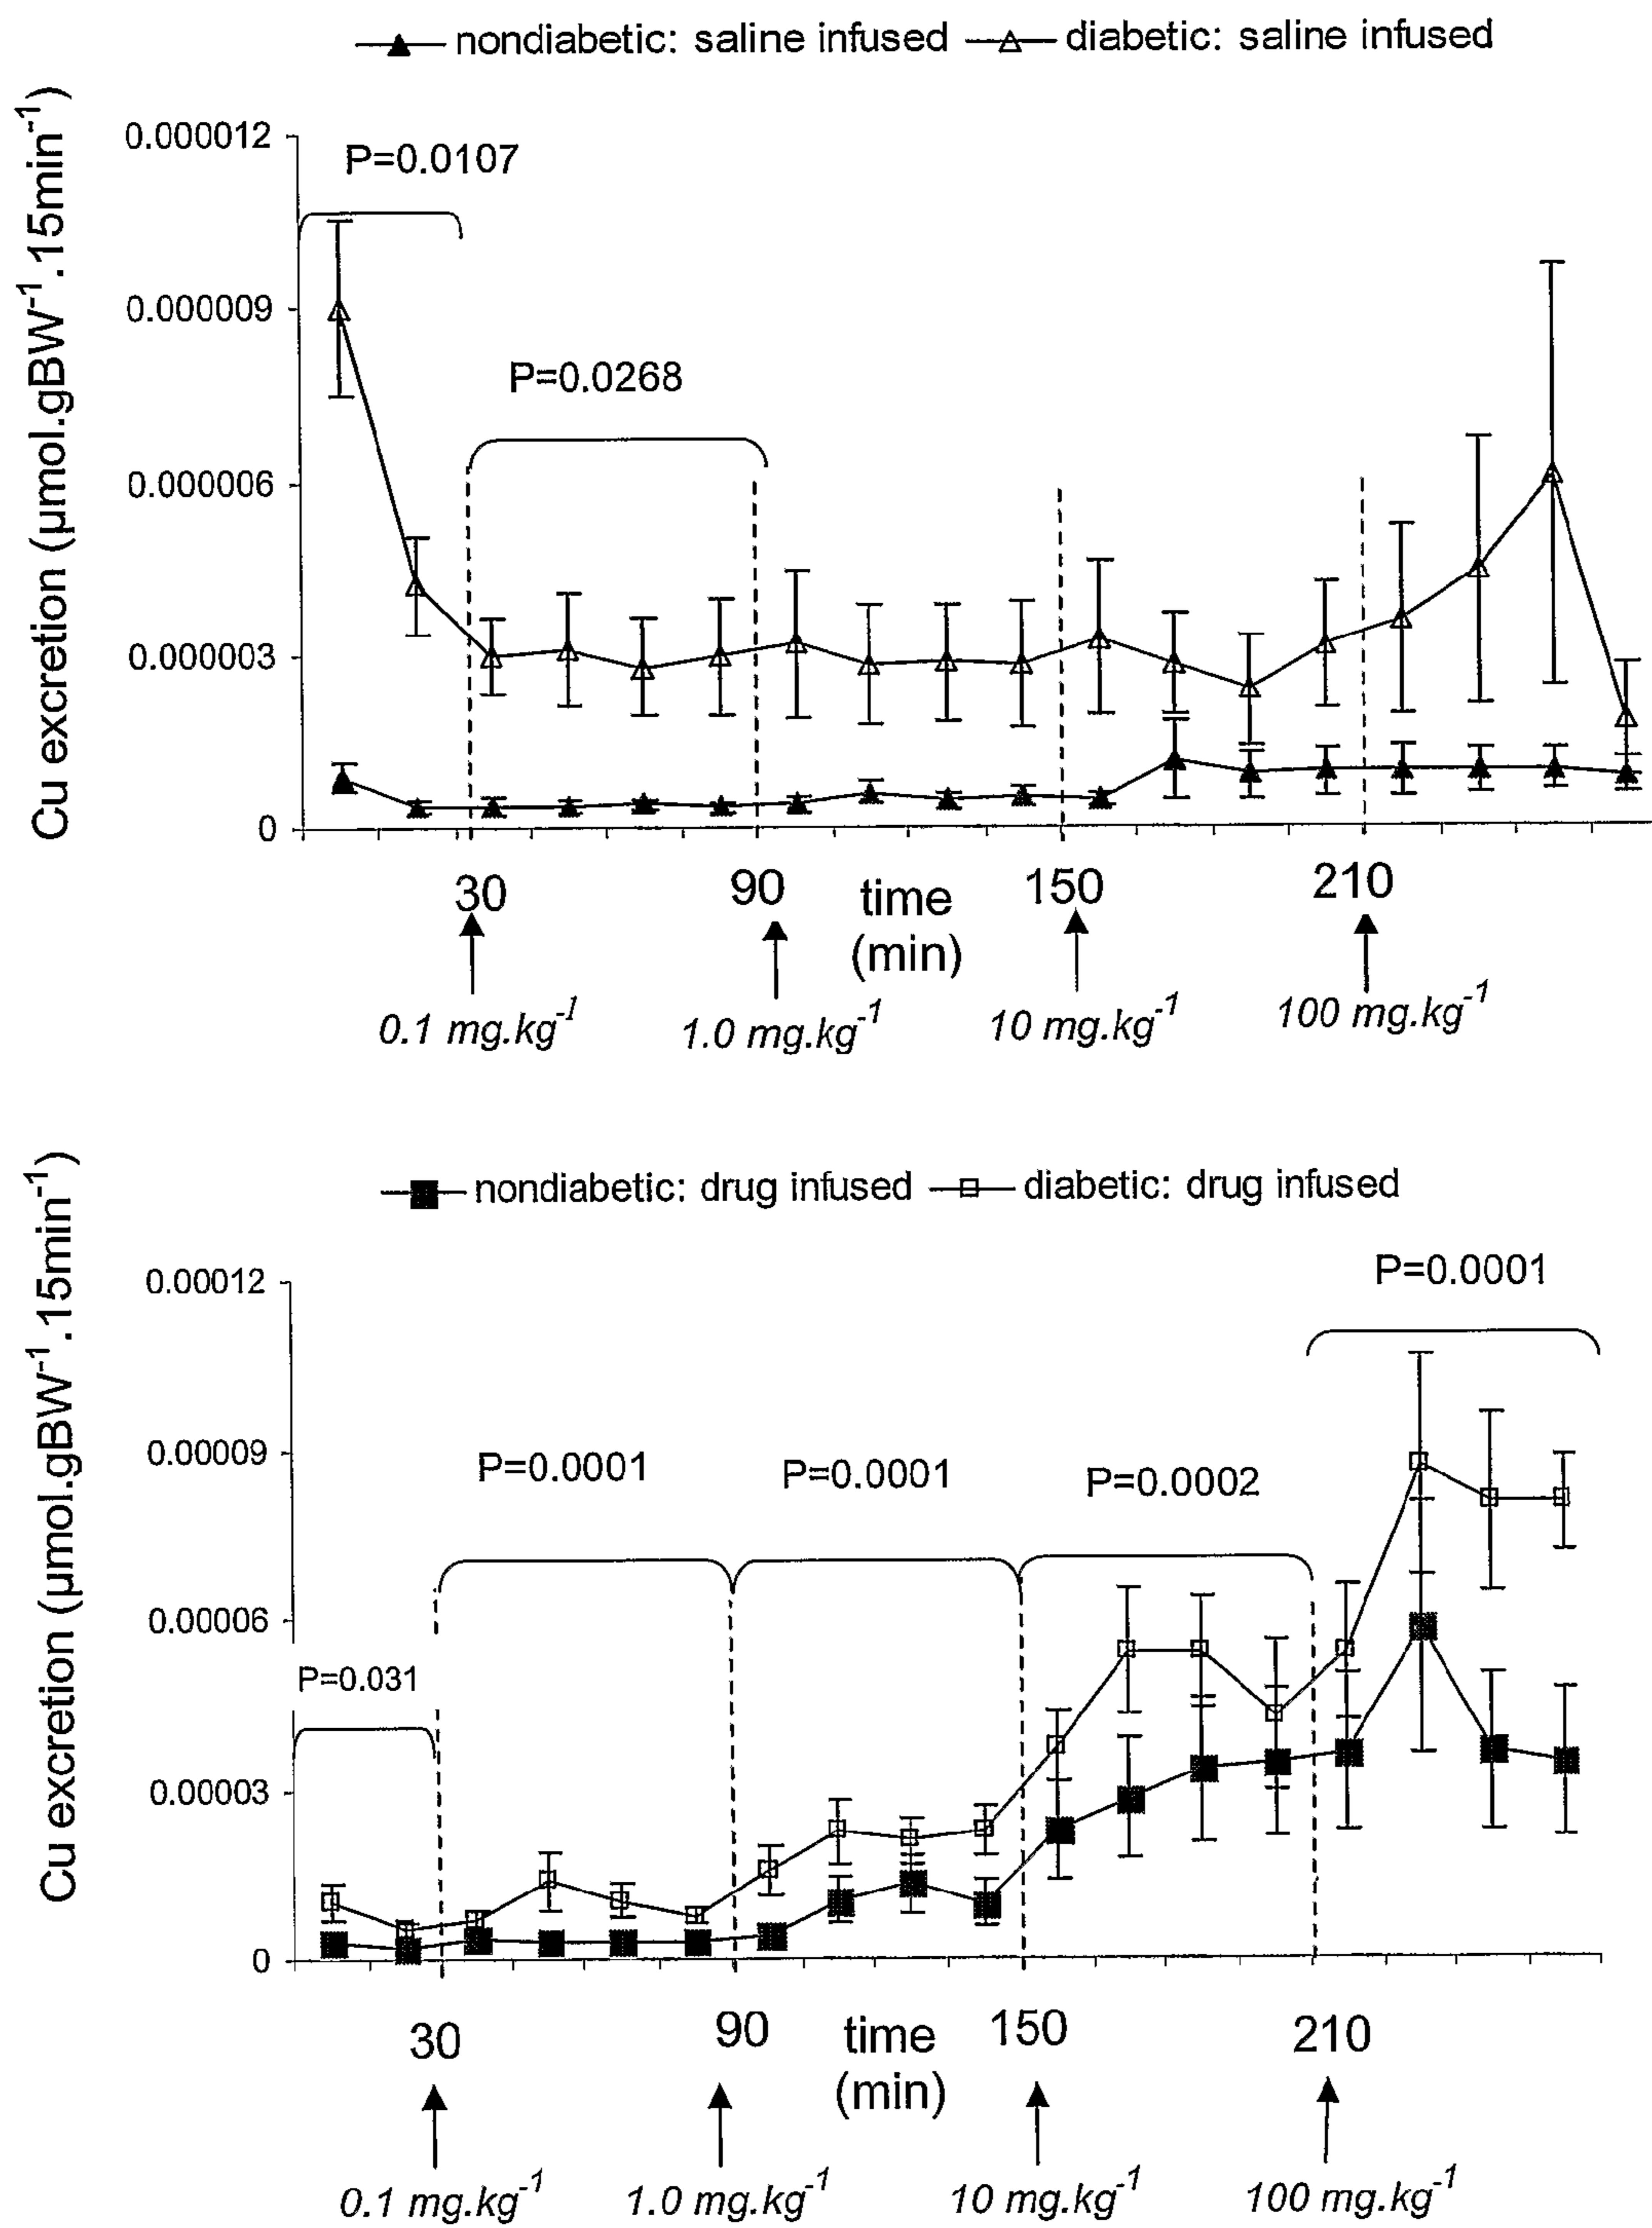 nondiabetic: saline infused diabetic: saline infused
Cu excretion (µmol.gBW⁻¹.15min⁻¹)
0.000012
P=0.0107
0.000009
P=0.0268
0.000006
0.000003
0
30 90 time (min) 150 210
0.1 mg.kg⁻¹ 1.0 mg.kg⁻¹ 10 mg.kg⁻¹ 100 mg.kg⁻¹
nondiabetic: drug infused diabetic: drug infused
Cu excretion (µmol.gBW⁻¹.15min⁻¹)
0.00012
P=0.0001
0.00009
P=0.0001 P=0.0001 P=0.0002
0.00006
P=0.031
0.00003
0
30 90 time (min) 150 210
0.1 mg.kg⁻¹ 1.0 mg.kg⁻¹ 10 mg.kg⁻¹ 100 mg.kg⁻¹